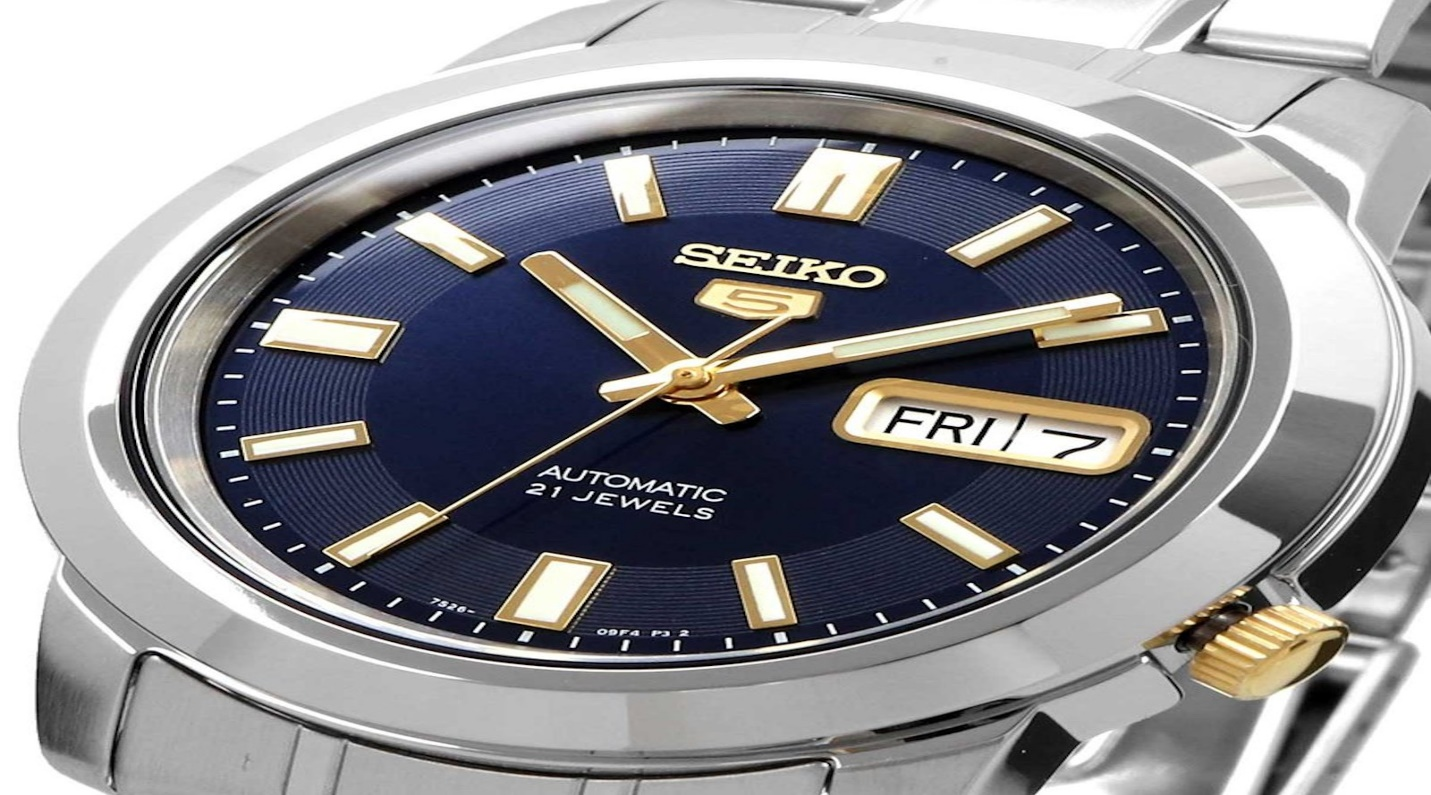 SEIKO
5
FRI 7
AUTOMATIC
21 JEWELS
7S26-
09F4 P3 2